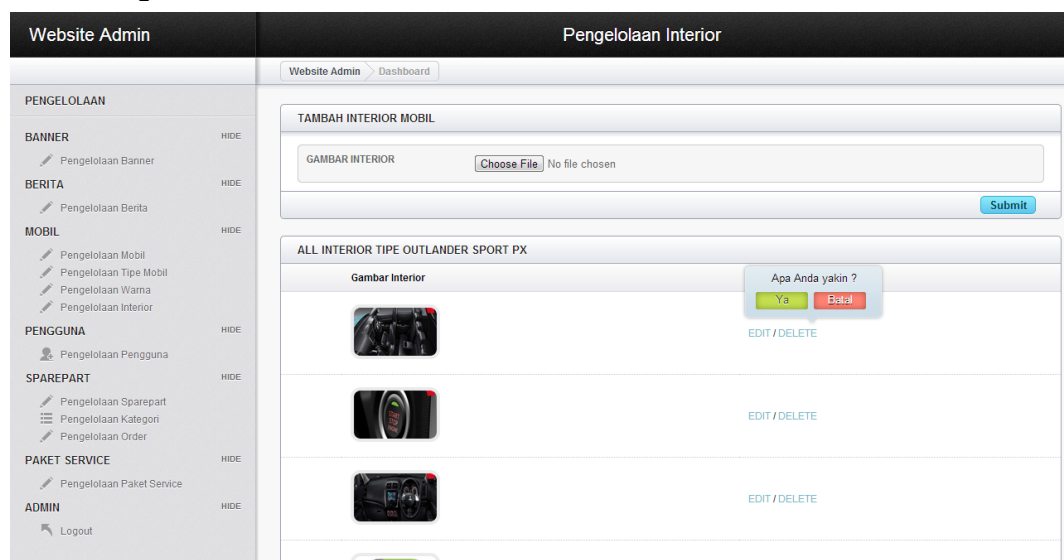 Website Admin
Pengelolaan Interior
Website Admin Dashboard
PENGELOLAAN
BANNER HIDE
Pengelolaan Banner
BERITA HIDE
Pengelolaan Berita
MOBIL HIDE
Pengelolaan Mobil
Pengelolaan Tipe Mobil
Pengelolaan Warna
Pengelolaan Interior
PENGGUNA HIDE
Pengelolaan Pengguna
SPAREPART HIDE
Pengelolaan Sparepart
Pengelolaan Kategori
Pengelolaan Order
PAKET SERVICE HIDE
Pengelolaan Paket Service
ADMIN HIDE
Logout
TAMBAH INTERIOR MOBIL
GAMBAR INTERIOR Choose File No file chosen
Submit
ALL INTERIOR TIPE OUTLANDER SPORT PX
Gambar Interior
Apa Anda yakin ?
Ya Batal
EDIT / DELETE
START
STOP
ENGINE
EDIT / DELETE
EDIT / DELETE